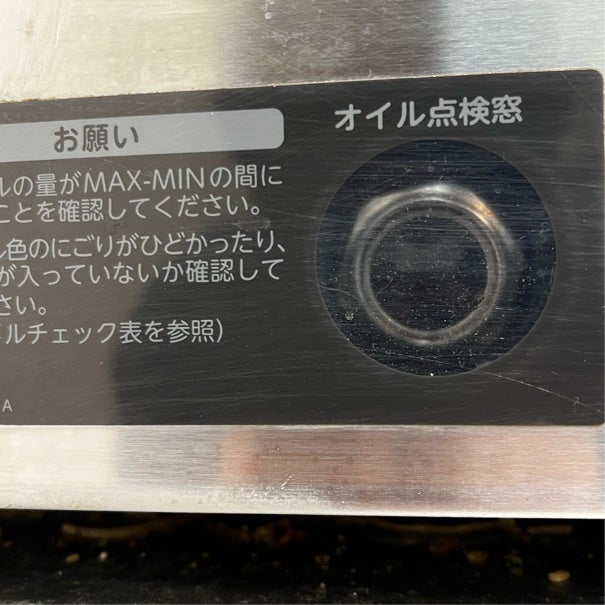 お願い
オイル点検窓
ルの量がMAX-MINの間に
ことを確認してください。
ル色のにごりがひどかったり、
が入っていないか確認して
さい。
ルチェック表を参照）
A